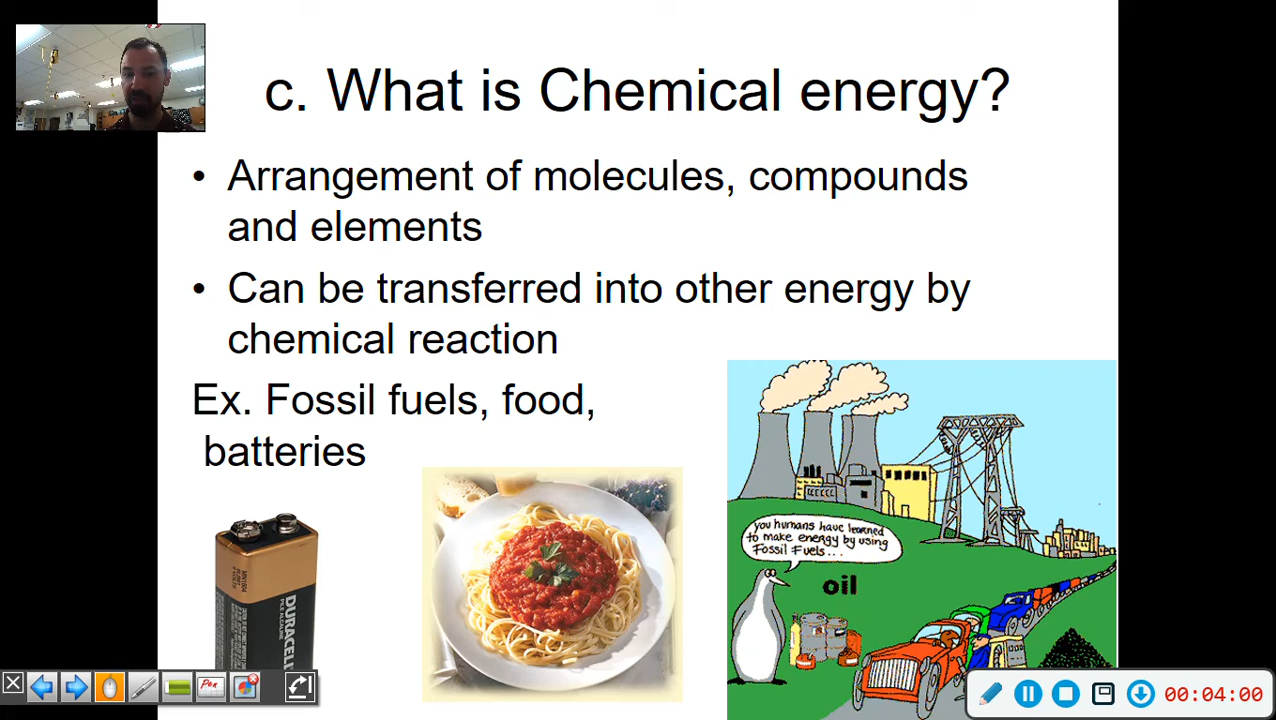 c. What is Chemical energy?
• Arrangement of molecules, compounds
and elements
• Can be transferred into other energy by
chemical reaction
Ex. Fossil fuels, food,
batteries
you humans have learned
to make energy by using
Fossil Fuels...
oil
DURACELL
Pen
00:04:00